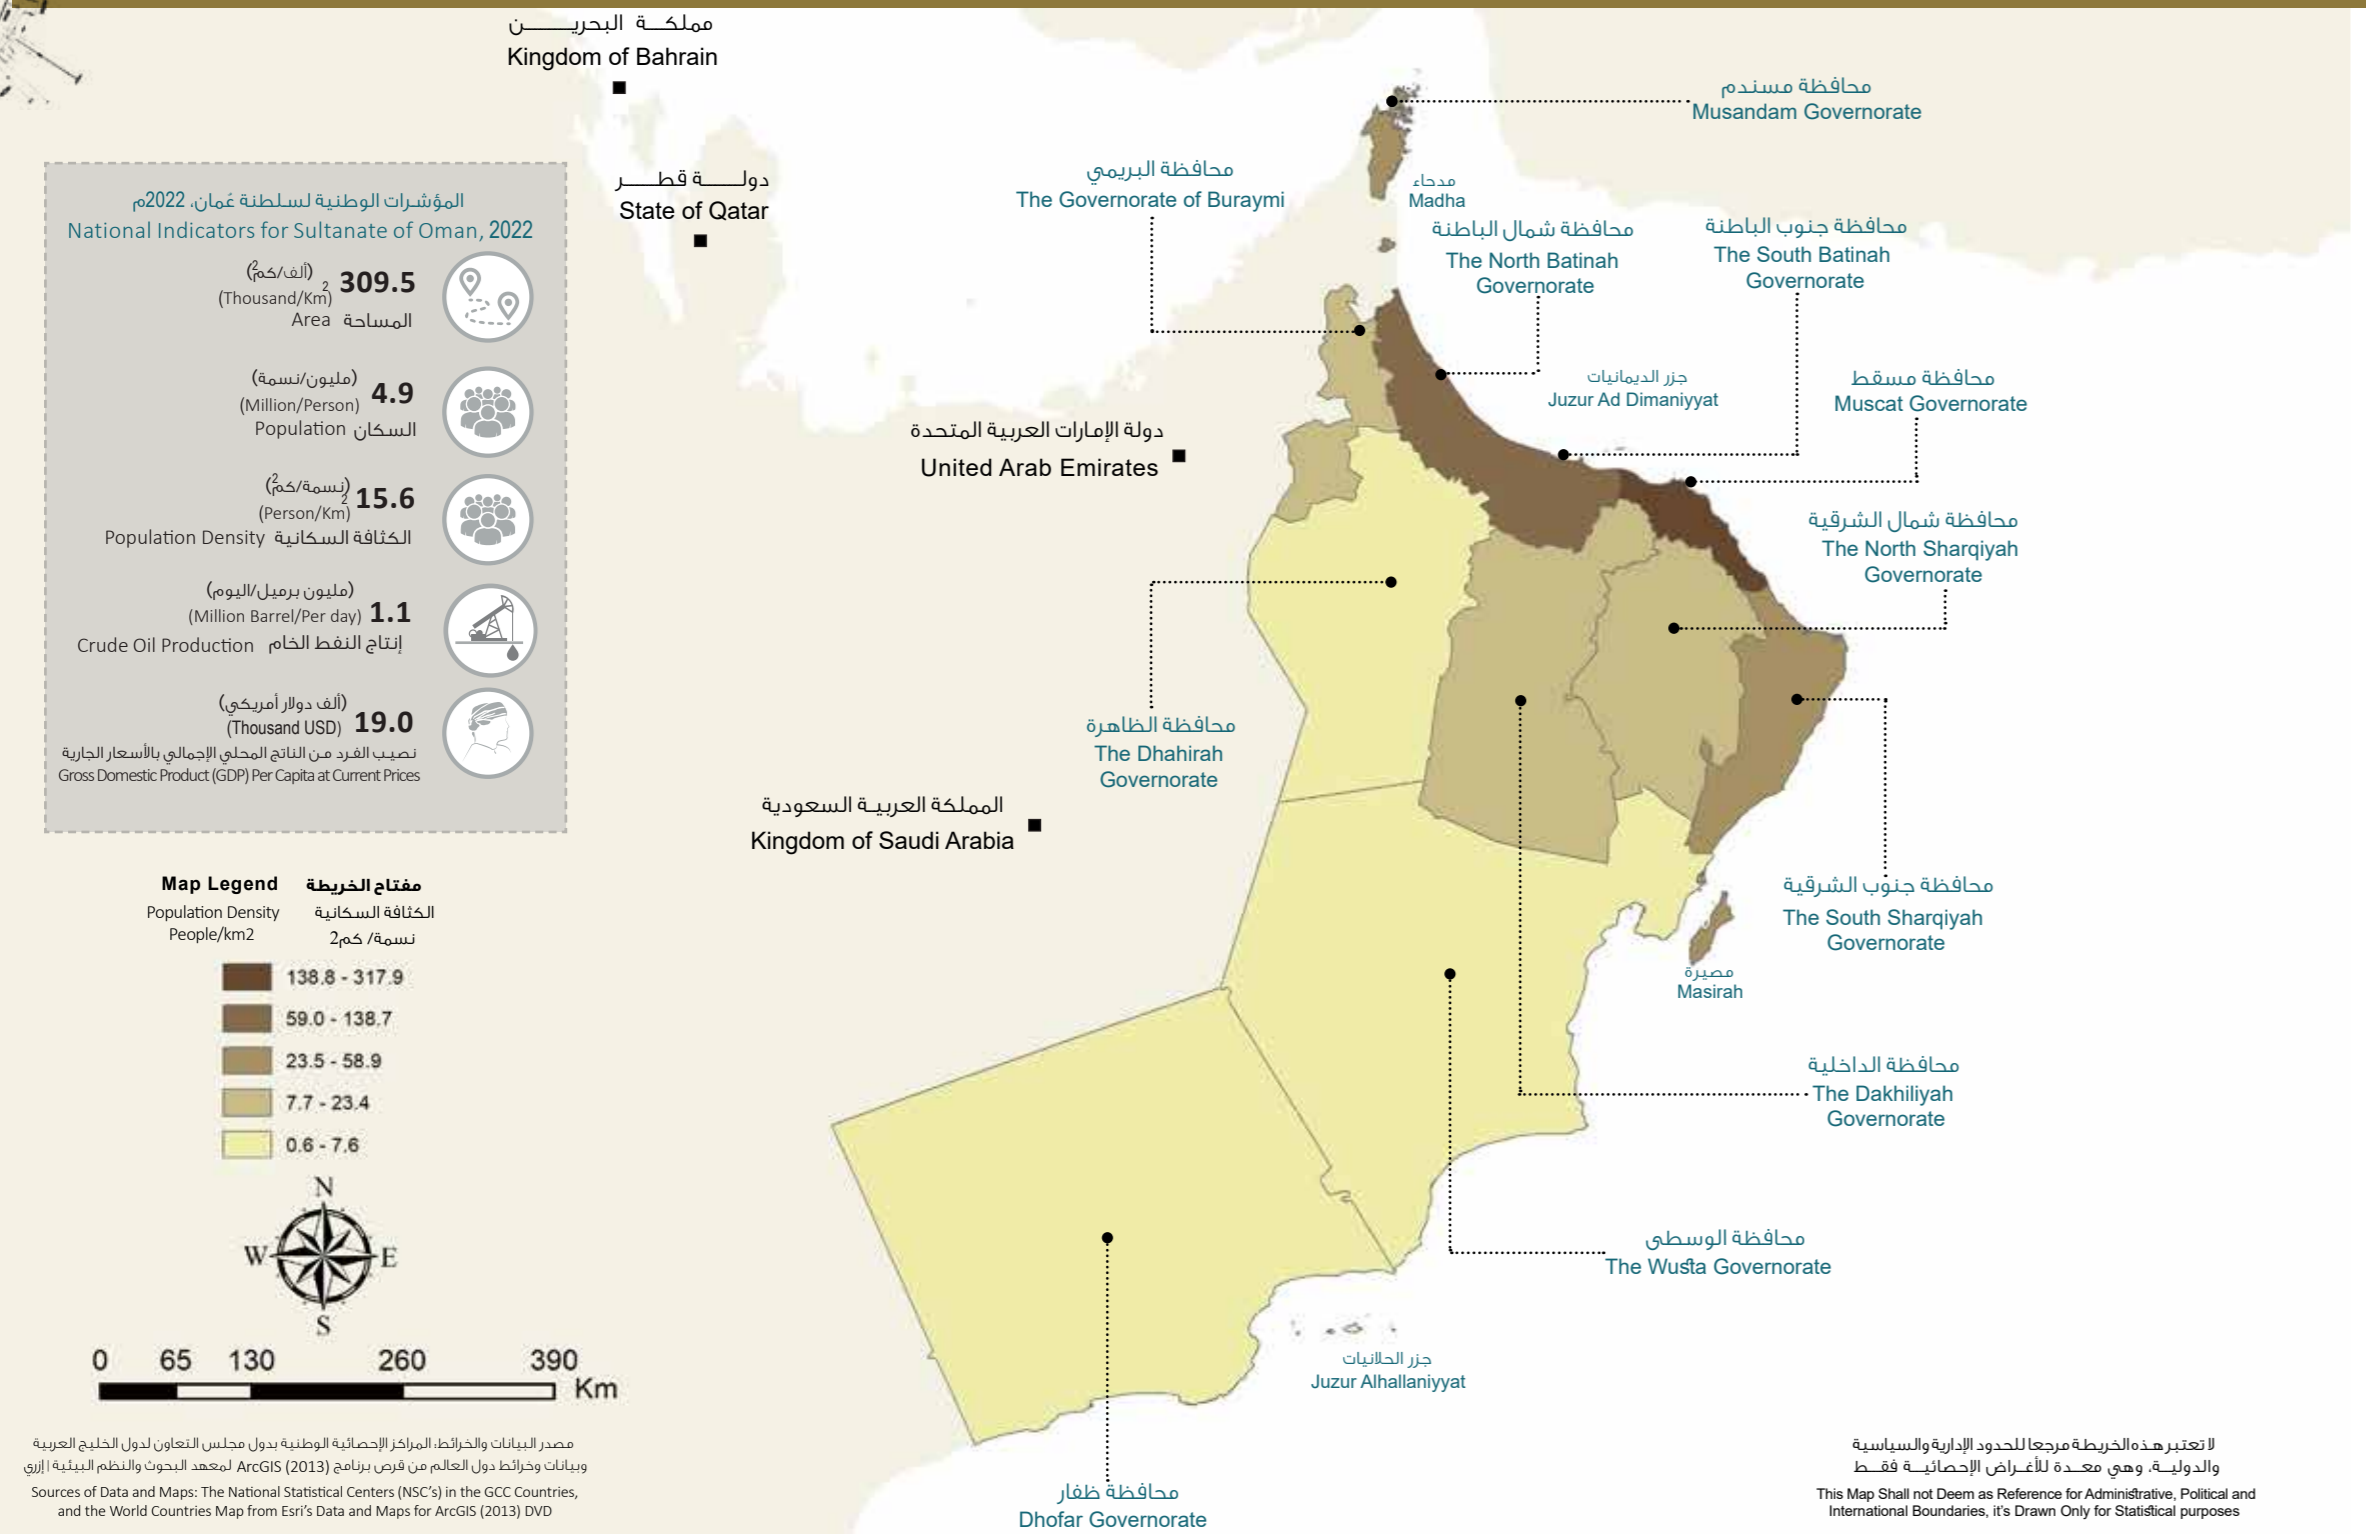 مملكة البحرين
Kingdom of Bahrain
دولة قطر
State of Qatar
محافظة مسندم
Musandam Governorate
محافظة البريمي
The Governorate of Buraymi
مدحاء
Madha
محافظة شمال الباطنة
The North Batinah
Governorate
محافظة جنوب الباطنة
The South Batinah
Governorate
جزر الديمانيات
Juzur Ad Dimaniyyat
محافظة مسقط
Muscat Governorate
دولة الإمارات العربية المتحدة
United Arab Emirates
محافظة شمال الشرقية
The North Sharqiyah
Governorate
محافظة الظاهرة
The Dhahirah
Governorate
المملكة العربية السعودية
Kingdom of Saudi Arabia
محافظة جنوب الشرقية
The South Sharqiyah
Governorate
مصيرة
Masirah
محافظة الداخلية
The Dakhiliyah
Governorate
محافظة الوسطى
The Wusta Governorate
جزر الحلانيات
Juzur Alhallaniyyat
محافظة ظفار
Dhofar Governorate
المؤشرات الوطنية لسلطنة عُمان، 2022م
National Indicators for Sultanate of Oman, 2022
(ألف/كم2)
309.5
(Thousand/Km2)
Area المساحة
(مليون/نسمة)
4.9
(Million/Person)
Population السكان
(نسمة/كم2)
15.6
(Person/Km2)
Population Density الكثافة السكانية
(مليون برميل/اليوم)
(Million Barrel/Per day) 1.1
Crude Oil Production إنتاج النفط الخام
(ألف دولار أمريكي)
(Thousand USD) 19.0
نصيب الفرد من الناتج المحلي الإجمالي بالأسعار الجارية
Gross Domestic Product (GDP) Per Capita at Current Prices
Map Legend مفتاح الخريطة
Population Density الكثافة السكانية
People/km2 نسمة/ كم2
138.8 - 317.9
59.0 - 138.7
23.5 - 58.9
7.7 - 23.4
0.6 - 7.6
N
W E
S
0 65 130 260 390
Km
مصدر البيانات والخرائط: المراكز الإحصائية الوطنية بدول مجلس التعاون لدول الخليج العربية
وبيانات وخرائط دول العالم من قرص برنامج ArcGIS (2013) لمعهد البحوث والنظم البيئية | إزري
Sources of Data and Maps: The National Statistical Centers (NSC's) in the GCC Countries,
and the World Countries Map from Esri's Data and Maps for ArcGIS (2013) DVD
لا تعتبر هذه الخريطة مرجعا للحدود الإدارية والسياسية
والدولية، وهي معدة للأغراض الإحصائية فقط
This Map Shall not Deem as Reference for Administrative, Political and
International Boundaries, it's Drawn Only for Statistical purposes